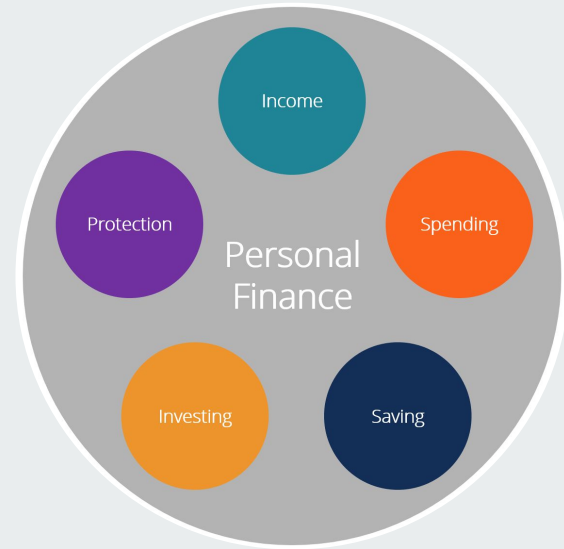 Income
Protection
Spending
Personal
Finance
Investing
Saving